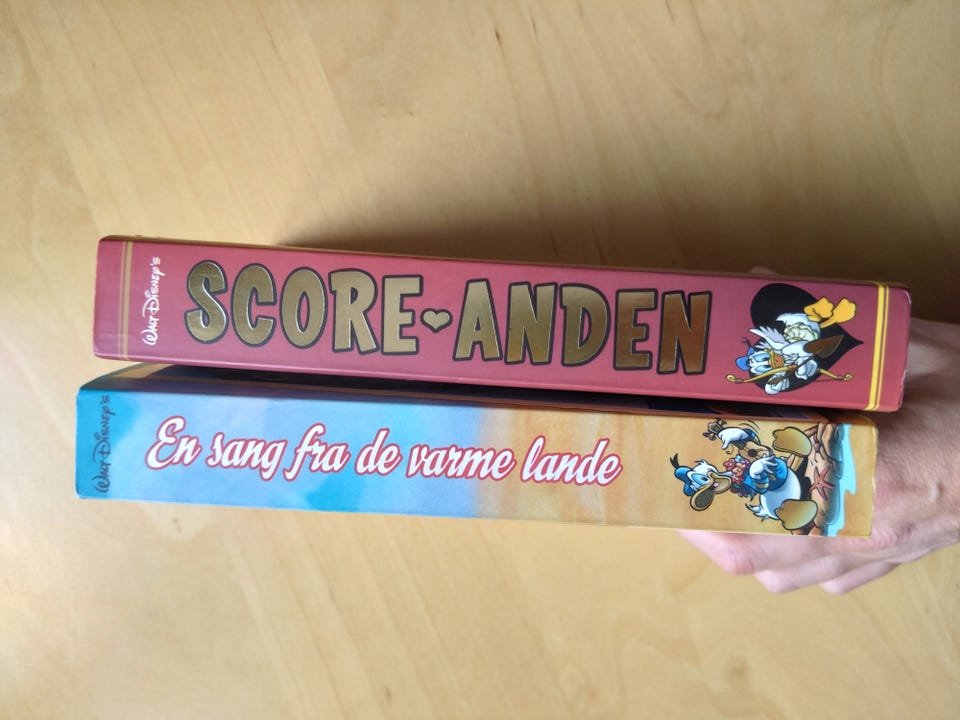 WALT DISNEY'S
SCORE-ANDEN
WALT DISNEY'S
En sang fra de varme lande